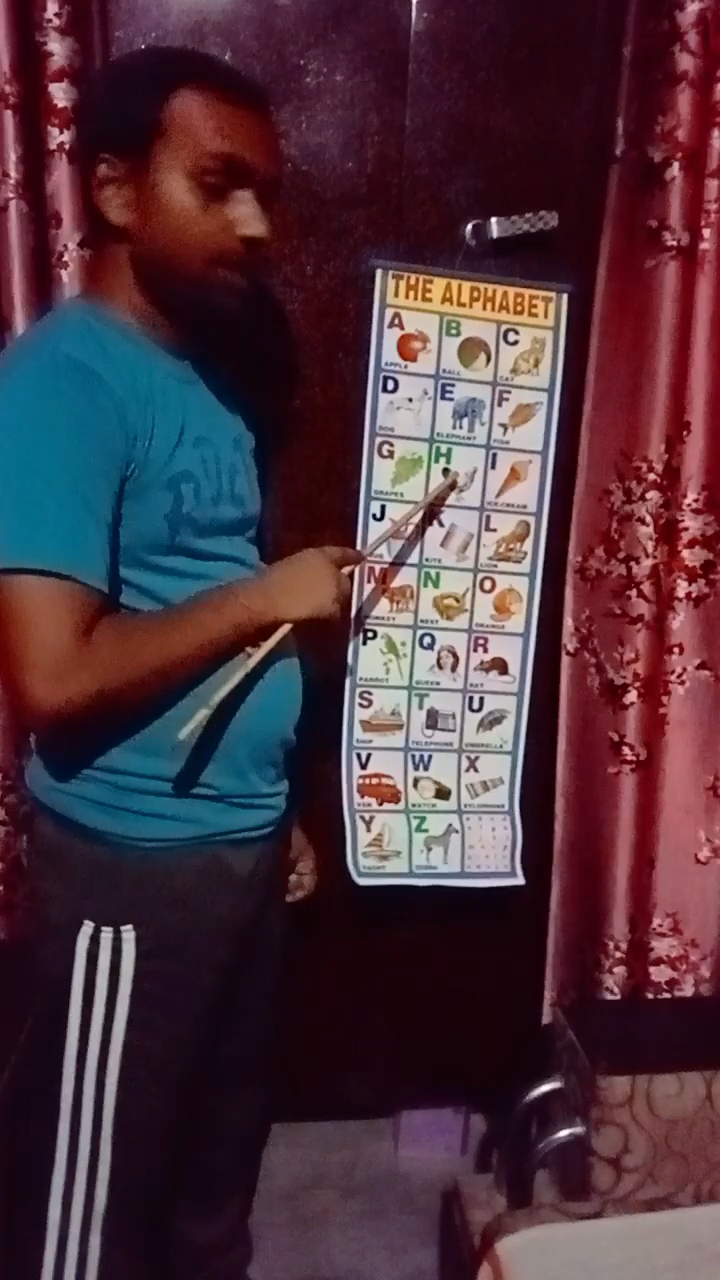 THE ALPHABET
A B C
APPLE BALL CAT
D E F
DOG ELEPHANT FISH
G H I
GRAPES ICE-CREAM
J K L
KITE LION
M N O
MONKEY NEST ORANGE
P Q R
PARROT QUEEN RAT
S T U
SHIP TELEPHONE UMBRELLA
V W X
VAN WATCH XYLOPHONE
Y Z
YACHT ZEBRA